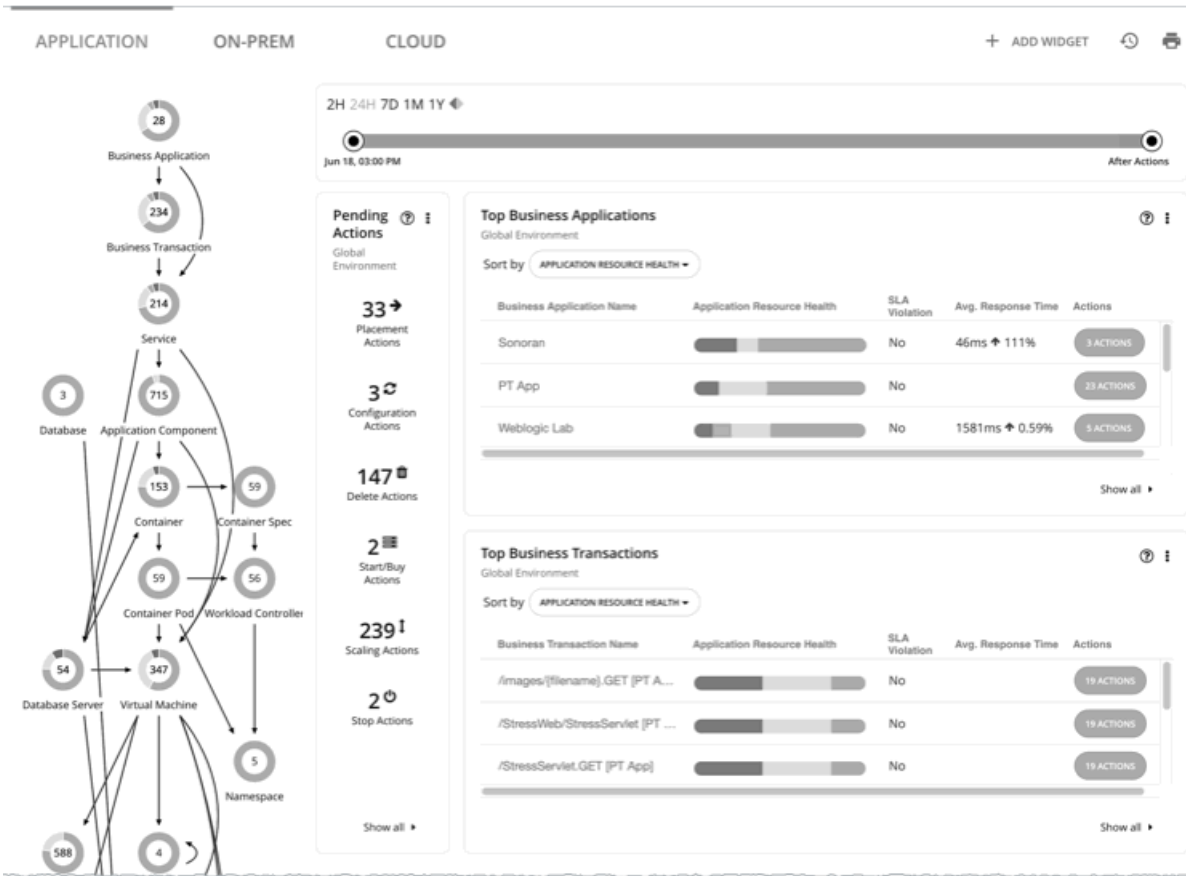 APPLICATION
ON-PREM
CLOUD
ADD WIDGET
28
Business Application
234
Business Transaction
214
Service
3
Database
715
Application Component
153
Container
59
Container Spec
59
Container Pod
56
Workload Controller
54
Database Server
347
Virtual Machine
5
Namespace
588
4
2H 24H 7D 1M 1Y
Jun 18, 03:00 PM
After Actions
Pending
Actions
Global
Environment
33
Placement
Actions
3
Configuration
Actions
147
Delete Actions
2
Start/Buy
Actions
239
Scaling Actions
2
Stop Actions
Show all
Top Business Applications
Global Environment
Sort by APPLICATION RESOURCE HEALTH
Business Application Name Application Resource Health SLA Violation Avg. Response Time Actions
Sonoran No 46ms 111% 3 ACTIONS
PT App No 23 ACTIONS
Weblogic Lab No 1581ms 0.59% 5 ACTIONS
Show all
Top Business Transactions
Global Environment
Sort by APPLICATION RESOURCE HEALTH
Business Transaction Name Application Resource Health SLA Violation Avg. Response Time Actions
/images/{filename}.GET [PT A... No 19 ACTIONS
/StressWeb/StressServlet [PT ... No 19 ACTIONS
/StressServlet.GET [PT App] No 19 ACTIONS
Show all